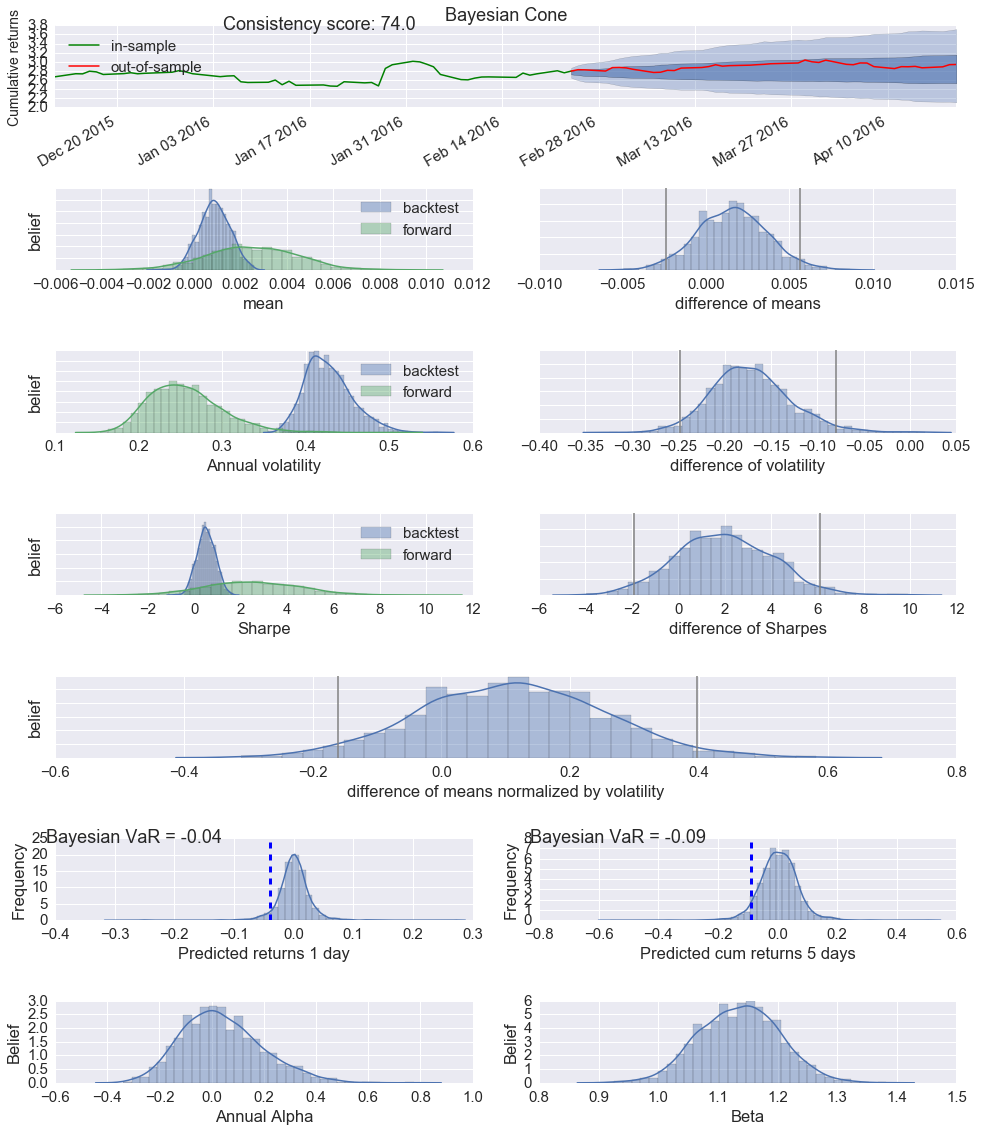 Bayesian Cone
Consistency score: 74.0
Cumulative returns
3.8
3.6
3.4
3.2
3.0
2.8
2.6
2.4
2.2
2.0
in-sample
out-of-sample
Dec 20 2015
Jan 03 2016
Jan 17 2016
Jan 31 2016
Feb 14 2016
Feb 28 2016
Mar 13 2016
Mar 27 2016
Apr 10 2016
belief
backtest
forward
−0.006 −0.004 −0.002 0.000 0.002 0.004 0.006 0.008 0.010 0.012
mean
−0.010 −0.005 0.000 0.005 0.010 0.015
difference of means
belief
backtest
forward
0.1 0.2 0.3 0.4 0.5 0.6
Annual volatility
−0.40 −0.35 −0.30 −0.25 −0.20 −0.15 −0.10 −0.05 0.00 0.05
difference of volatility
belief
backtest
forward
−6 −4 −2 0 2 4 6 8 10 12
Sharpe
−6 −4 −2 0 2 4 6 8 10 12
difference of Sharpes
belief
−0.6 −0.4 −0.2 0.0 0.2 0.4 0.6 0.8
difference of means normalized by volatility
Bayesian VaR = -0.04
Frequency
25
20
15
10
5
0
−0.4 −0.3 −0.2 −0.1 0.0 0.1 0.2 0.3
Predicted returns 1 day
Bayesian VaR = -0.09
Frequency
8
7
6
5
4
3
2
1
0
−0.8 −0.6 −0.4 −0.2 0.0 0.2 0.4 0.6
Predicted cum returns 5 days
Belief
3.0
2.5
2.0
1.5
1.0
0.5
0.0
−0.6 −0.4 −0.2 0.0 0.2 0.4 0.6 0.8 1.0
Annual Alpha
Belief
6
5
4
3
2
1
0
0.8 0.9 1.0 1.1 1.2 1.3 1.4 1.5
Beta